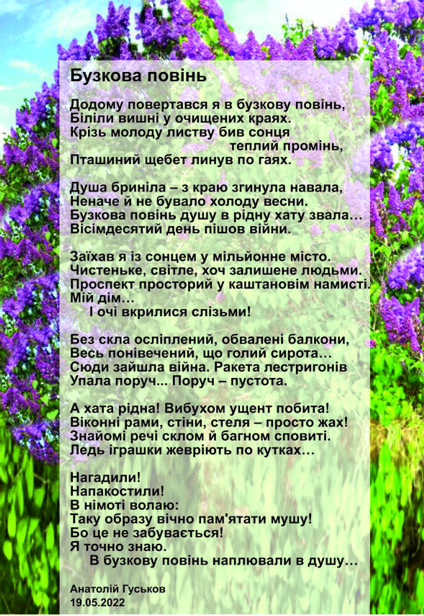 Бузкова повінь
Додому повертався я в бузкову повінь,
Біліли вишні у очищених краях.
Крізь молоду листву бив сонця
теплий промінь,
Пташиний щебет линув по гаях.
Душа бриніла – з краю згинула навала,
Неначе й не бувало холоду весни.
Бузкова повінь душу в рідну хату звала...
Вісімдесятий день пішов війни.
Заїхав я із сонцем у мільйонне місто.
Чистеньке, світле, хоч залишене людьми.
Проспект просторий у каштановім намисті.
Мій дім...
І очі вкрилися слізьми!
Без скла осліплений, обвалені балкони,
Весь понівечений, що голий сирота...
Сюди зайшла війна. Ракета лестригонів
Упала поруч... Поруч – пустота.
А хата рідна! Вибухом ущент побита!
Віконні рами, стіни, стеля – просто жах!
Знайомі речі склом й багном сповиті.
Ледь іграшки жевріють по кутках...
Нагадили!
Напакостили!
В німоті волаю:
Таку образу вічно пам'ятати мушу!
Бо це не забувається!
Я точно знаю.
В бузкову повінь наплювали в душу...
Анатолій Гуськов
19.05.2022